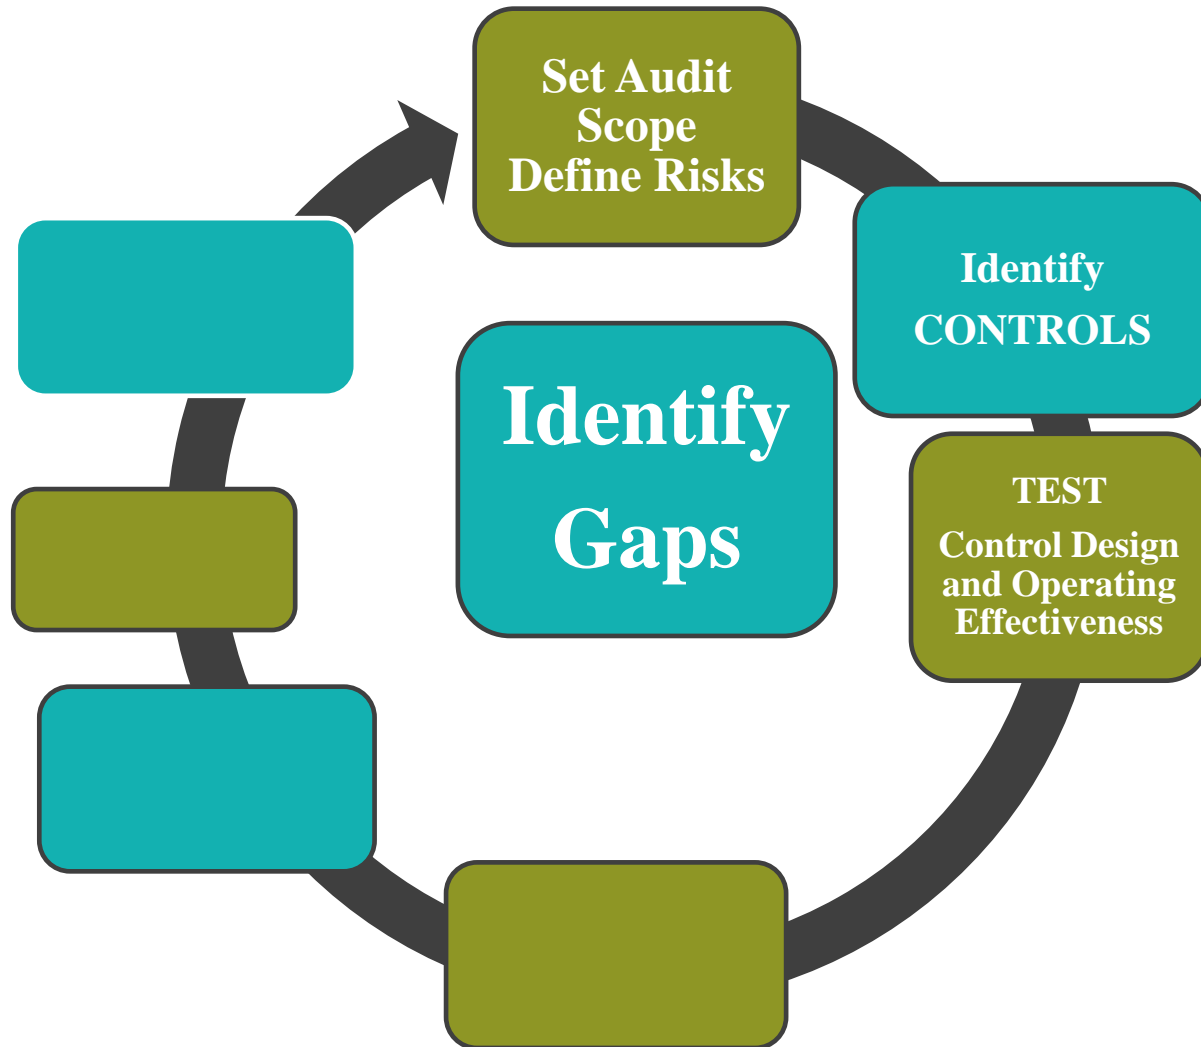 Set Audit
Scope
Define Risks
Identify
CONTROLS
Identify
Gaps
TEST
Control Design
and Operating
Effectiveness